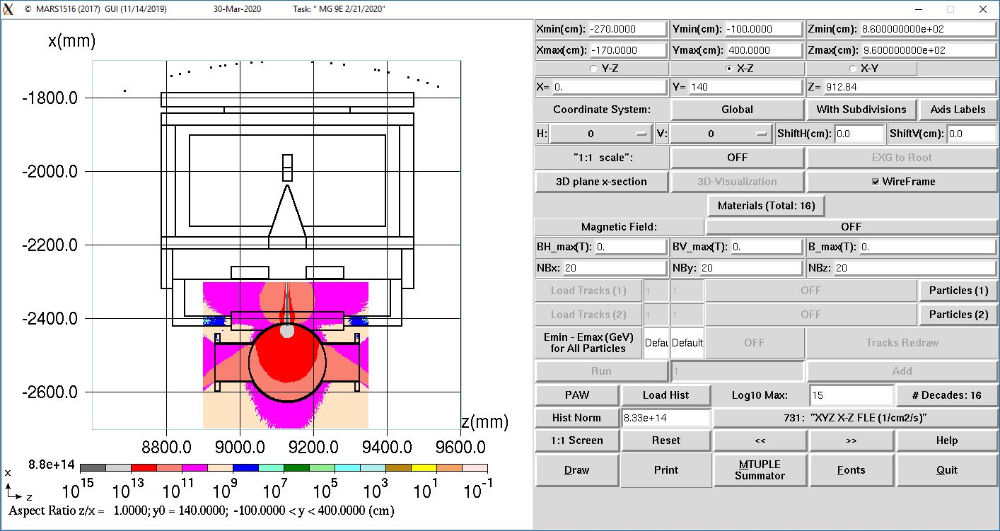 © MARS1516 (2017) GUI (11/14/2019) 30-Mar-2020 Task: " MG 9E 2/21/2020"
x(mm)
-1800.0
-2000.0
-2200.0
-2400.0
-2600.0
z(mm)
8800.0 9000.0 9200.0 9400.0 9600.0
8.8e+14
10^15 10^13 10^11 10^9 10^7 10^5 10^3 10^1 10^-1
x
z
Aspect Ratio z/x = 1.0000; y0 = 140.0000; -100.0000 < y < 400.0000 (cm)
Xmin(cm): -270.0000 Ymin(cm): -100.0000 Zmin(cm): 8.600000000e+02
Xmax(cm): -170.0000 Ymax(cm): 400.0000 Zmax(cm): 9.600000000e+02
Y-Z X-Z X-Y
X= 0. Y= 140 Z= 912.84
Coordinate System: Global With Subdivisions Axis Labels
H: 0 V: 0 ShiftH(cm): 0.0 ShiftV(cm): 0.0
"1:1 scale": OFF EXG to Root
3D plane x-section 3D-Visualization WireFrame
Materials (Total: 16)
Magnetic Field: OFF
BH_max(T): 0. BV_max(T): 0. B_max(T): 0.
NBx: 20 NBy: 20 NBz: 20
Load Tracks (1) 1 1 OFF Particles (1)
Load Tracks (2) 1 1 OFF Particles (2)
Emin - Emax (GeV)
for All Particles Defau Default OFF Tracks Redraw
Run 1 Add
PAW Load Hist Log10 Max: 15 # Decades: 16
Hist Norm 8.33e+14 731: "XYZ X-Z FLE (1/cm2/s)"
1:1 Screen Reset << >> Help
Draw Print MTUPLE
Summator Fonts Quit